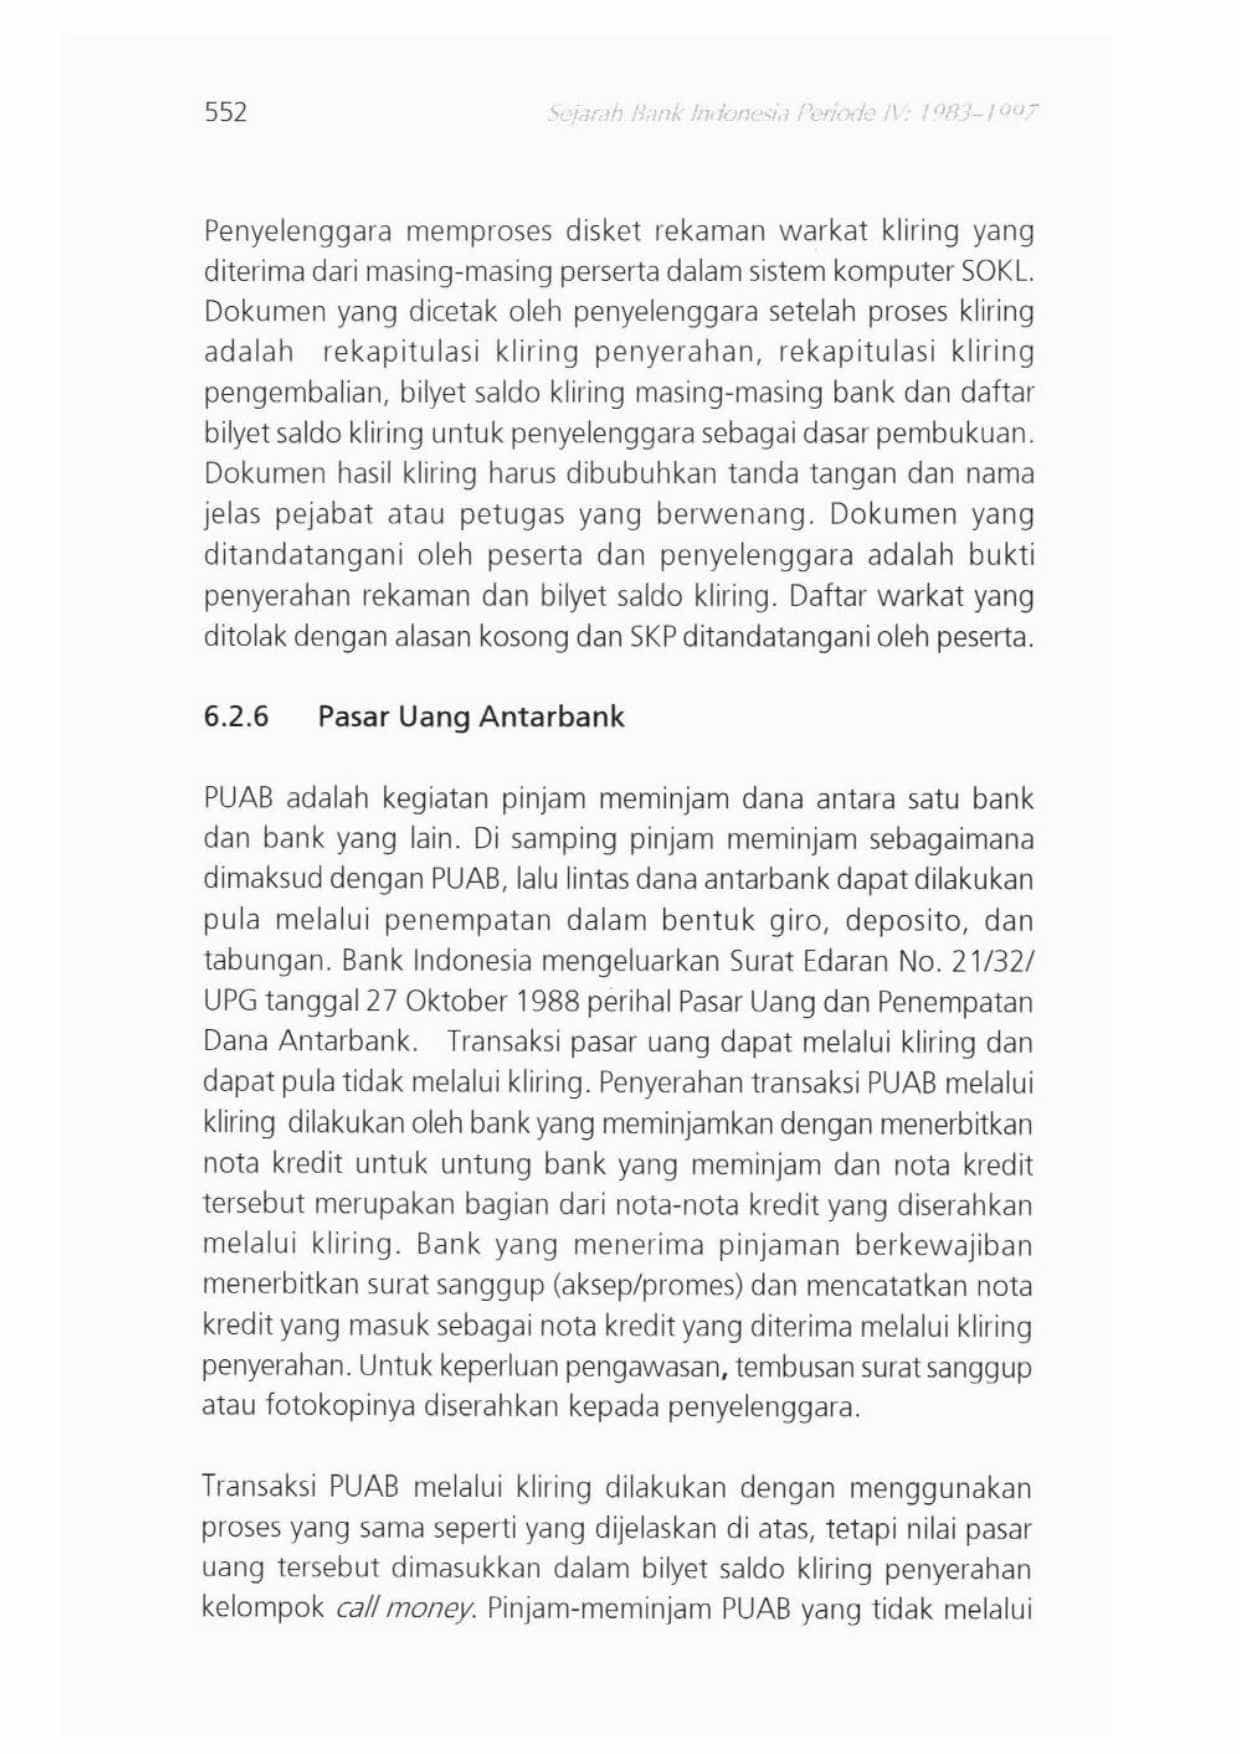 552
Sejarah Bank Indonesia Periode IV: 1983–1997
Penyelenggara memproses disket rekaman warkat kliring yang
diterima dari masing-masing perserta dalam sistem komputer SOKL.
Dokumen yang dicetak oleh penyelenggara setelah proses kliring
adalah rekapitulasi kliring penyerahan, rekapitulasi kliring
pengembalian, bilyet saldo kliring masing-masing bank dan daftar
bilyet saldo kliring untuk penyelenggara sebagai dasar pembukuan.
Dokumen hasil kliring harus dibubuhkan tanda tangan dan nama
jelas pejabat atau petugas yang berwenang. Dokumen yang
ditandatangani oleh peserta dan penyelenggara adalah bukti
penyerahan rekaman dan bilyet saldo kliring. Daftar warkat yang
ditolak dengan alasan kosong dan SKP ditandatangani oleh peserta.
6.2.6 Pasar Uang Antarbank
PUAB adalah kegiatan pinjam meminjam dana antara satu bank
dan bank yang lain. Di samping pinjam meminjam sebagaimana
dimaksud dengan PUAB, lalu lintas dana antarbank dapat dilakukan
pula melalui penempatan dalam bentuk giro, deposito, dan
tabungan. Bank Indonesia mengeluarkan Surat Edaran No. 21/32/
UPG tanggal 27 Oktober 1988 perihal Pasar Uang dan Penempatan
Dana Antarbank. Transaksi pasar uang dapat melalui kliring dan
dapat pula tidak melalui kliring. Penyerahan transaksi PUAB melalui
kliring dilakukan oleh bank yang meminjamkan dengan menerbitkan
nota kredit untuk untung bank yang meminjam dan nota kredit
tersebut merupakan bagian dari nota-nota kredit yang diserahkan
melalui kliring. Bank yang menerima pinjaman berkewajiban
menerbitkan surat sanggup (aksep/promes) dan mencatatkan nota
kredit yang masuk sebagai nota kredit yang diterima melalui kliring
penyerahan. Untuk keperluan pengawasan, tembusan surat sanggup
atau fotokopinya diserahkan kepada penyelenggara.
Transaksi PUAB melalui kliring dilakukan dengan menggunakan
proses yang sama seperti yang dijelaskan di atas, tetapi nilai pasar
uang tersebut dimasukkan dalam bilyet saldo kliring penyerahan
kelompok call money. Pinjam-meminjam PUAB yang tidak melalui